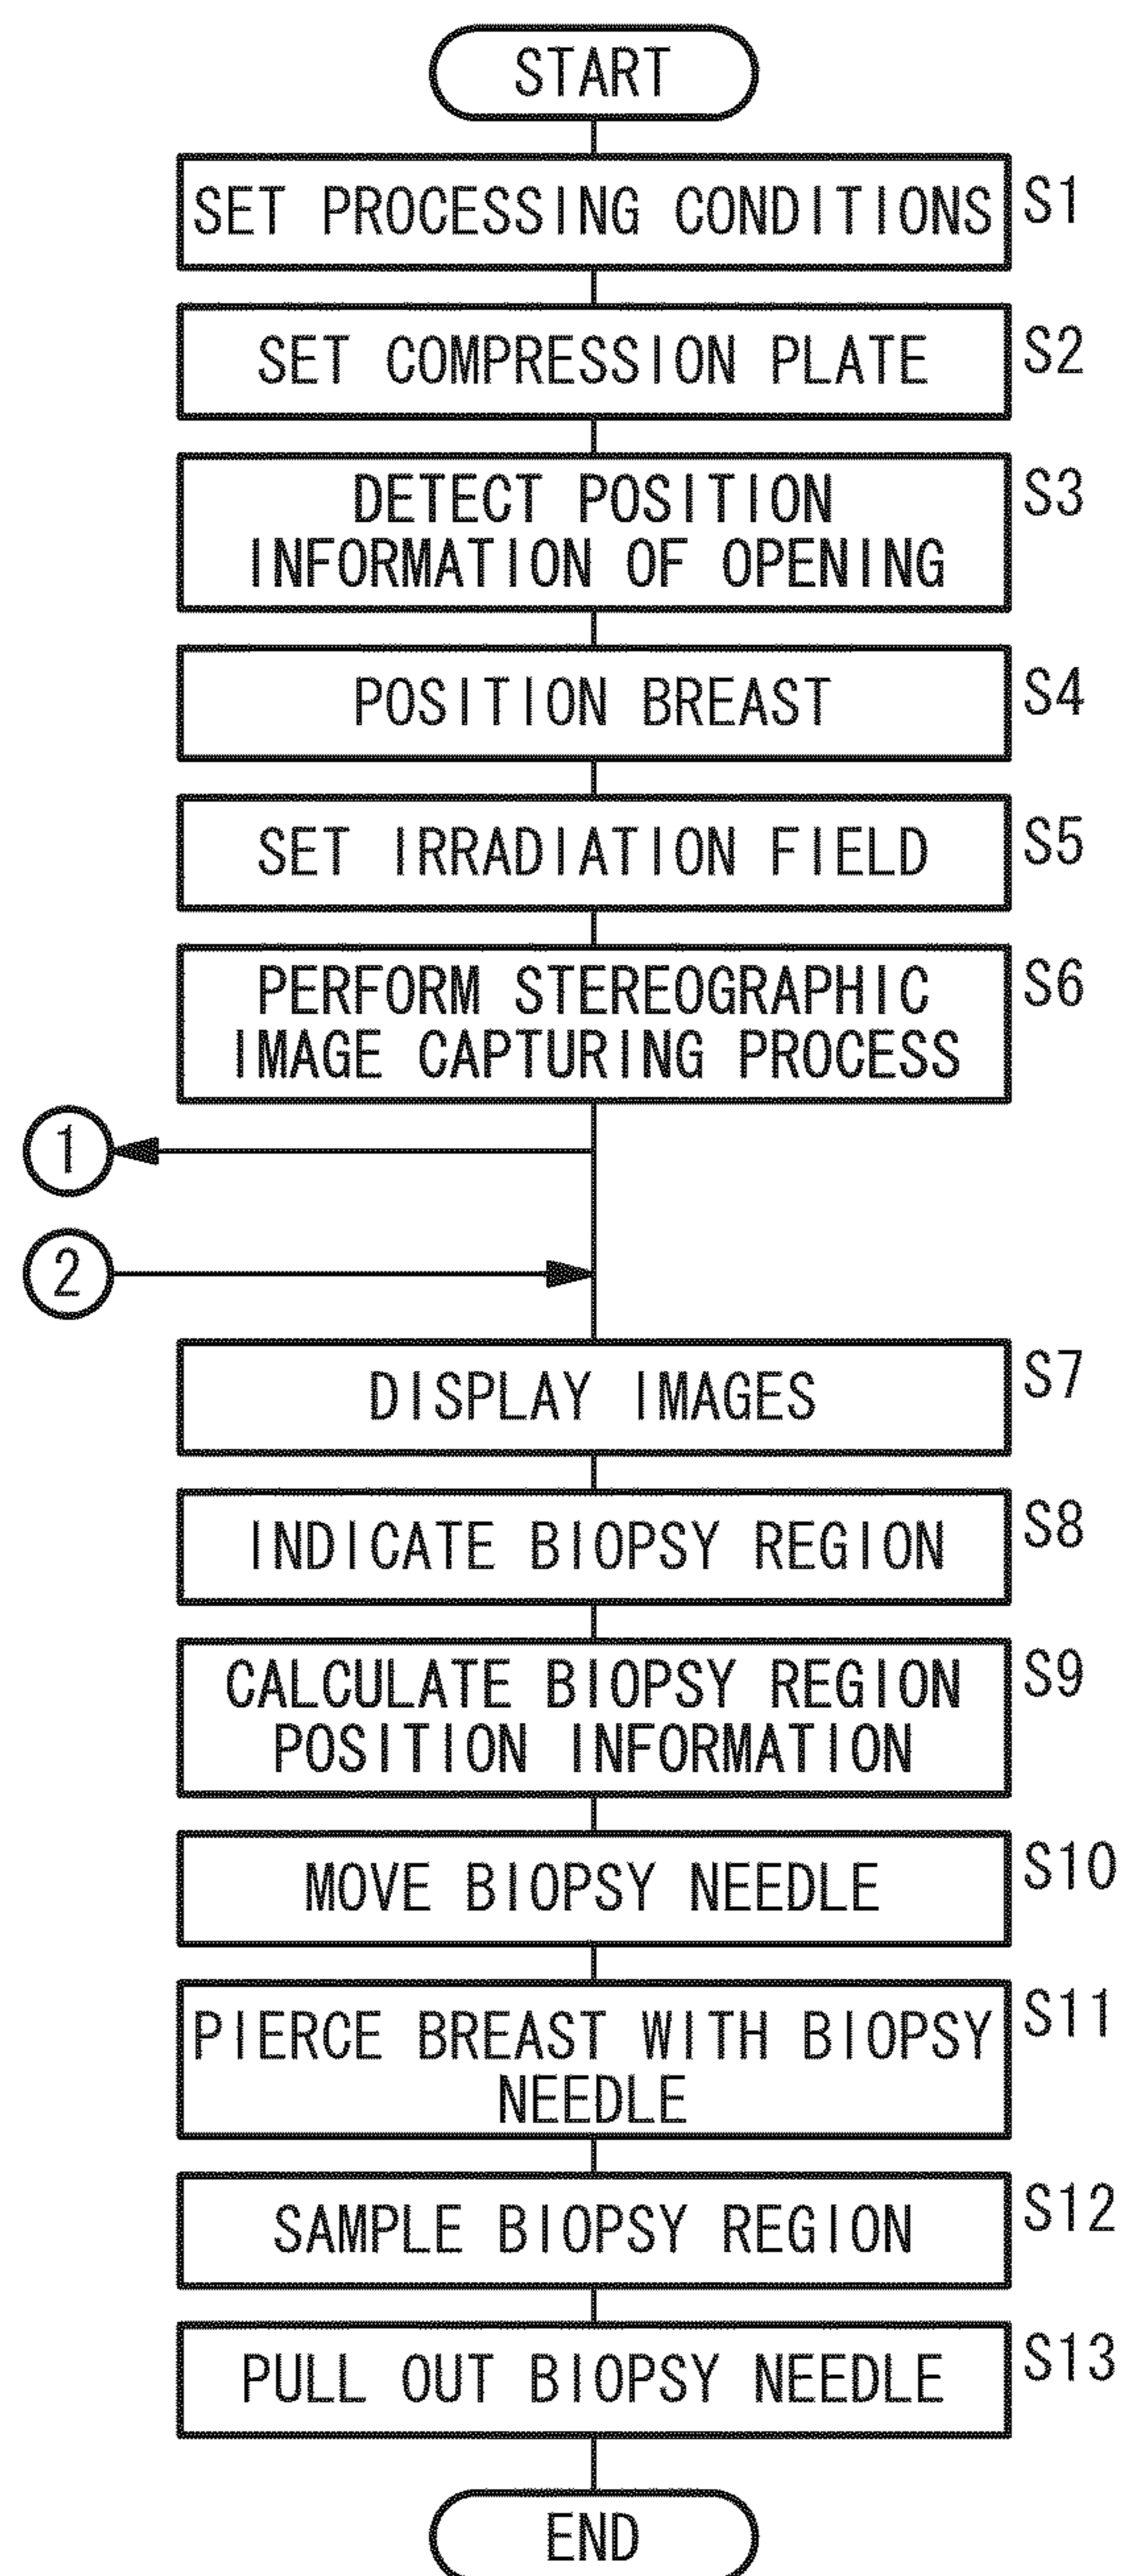 START
SET PROCESSING CONDITIONS S1
SET COMPRESSION PLATE S2
DETECT POSITION S3
INFORMATION OF OPENING
POSITION BREAST S4
SET IRRADIATION FIELD S5
PERFORM STEREOGRAPHIC S6
IMAGE CAPTURING PROCESS
1
2
DISPLAY IMAGES S7
INDICATE BIOPSY REGION S8
CALCULATE BIOPSY REGION S9
POSITION INFORMATION
MOVE BIOPSY NEEDLE S10
PIERCE BREAST WITH BIOPSY S11
NEEDLE
SAMPLE BIOPSY REGION S12
PULL OUT BIOPSY NEEDLE S13
END